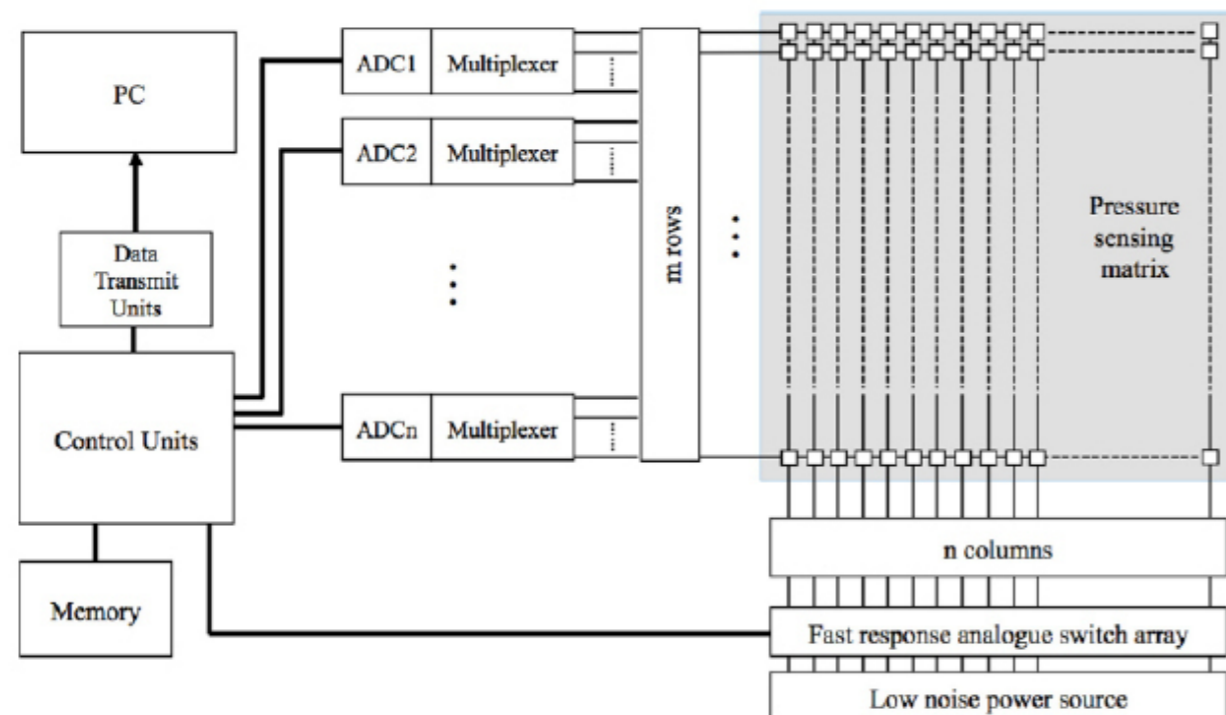 PC
Data
Transmit
Units
Control Units
Memory
ADC1
Multiplexer
ADC2
Multiplexer
ADCn
Multiplexer
m rows
Pressure
sensing
matrix
n columns
Fast response analogue switch array
Low noise power source